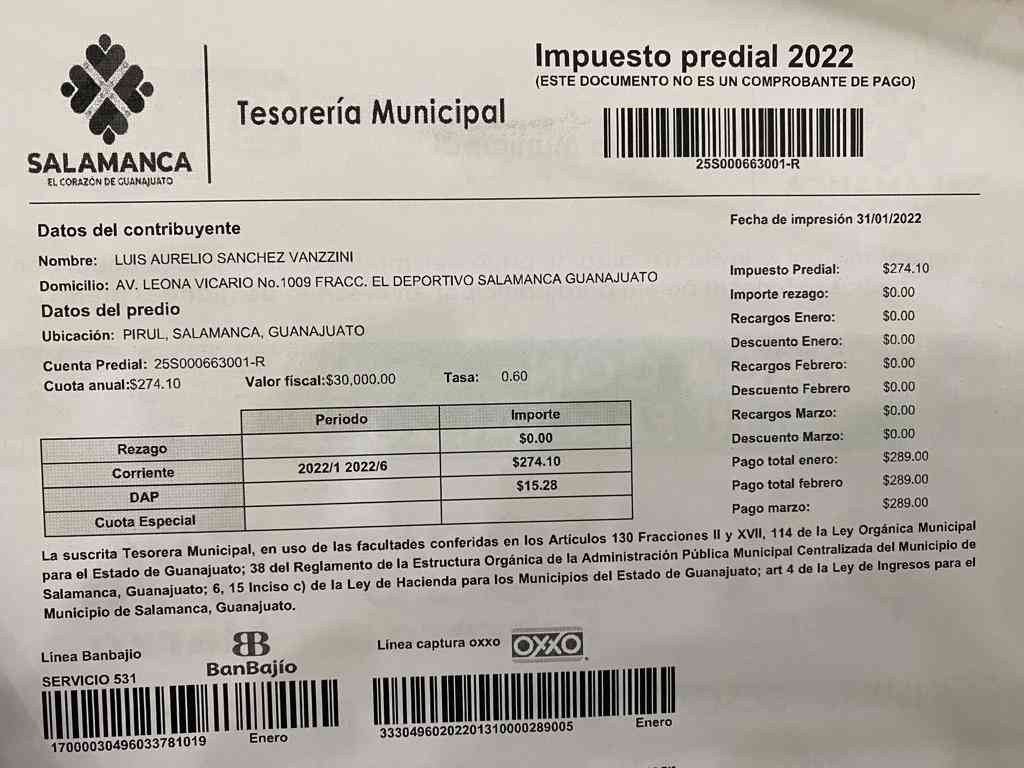 Impuesto predial 2022
(ESTE DOCUMENTO NO ES UN COMPROBANTE DE PAGO)
Tesorería Municipal
25S000663001-R
SALAMANCA
EL CORAZÓN DE GUANAJUATO
Fecha de impresión 31/01/2022
Datos del contribuyente
Nombre: LUIS AURELIO SANCHEZ VANZZINI
Domicilio: AV. LEONA VICARIO No.1009 FRACC. EL DEPORTIVO SALAMANCA GUANAJUATO
Datos del predio
Ubicación: PIRUL, SALAMANCA, GUANAJUATO
Cuenta Predial: 25S000663001-R
Cuota anual:$274.10 Valor fiscal:$30,000.00 Tasa: 0.60
Periodo Importe
Rezago $0.00
Corriente 2022/1 2022/6 $274.10
DAP $15.28
Cuota Especial
Impuesto Predial: $274.10
Importe rezago: $0.00
Recargos Enero: $0.00
Descuento Enero: $0.00
Recargos Febrero: $0.00
Descuento Febrero $0.00
Recargos Marzo: $0.00
Descuento Marzo: $0.00
Pago total enero: $289.00
Pago total febrero $289.00
Pago marzo: $289.00
La suscrita Tesorera Municipal, en uso de las facultades conferidas en los Artículos 130 Fracciones II y XVII, 114 de la Ley Orgánica Municipal
para el Estado de Guanajuato; 38 del Reglamento de la Estructura Orgánica de la Administración Pública Municipal Centralizada del Municipio de
Salamanca, Guanajuato; 6, 15 Inciso c) de la Ley de Hacienda para los Municipios del Estado de Guanajuato; art 4 de la Ley de Ingresos para el
Municipio de Salamanca, Guanajuato.
Línea Banbajio
BanBajío
SERVICIO 531
17000030496033781019 Enero
Línea captura oxxo
OXXO
33304960202201310000289005 Enero